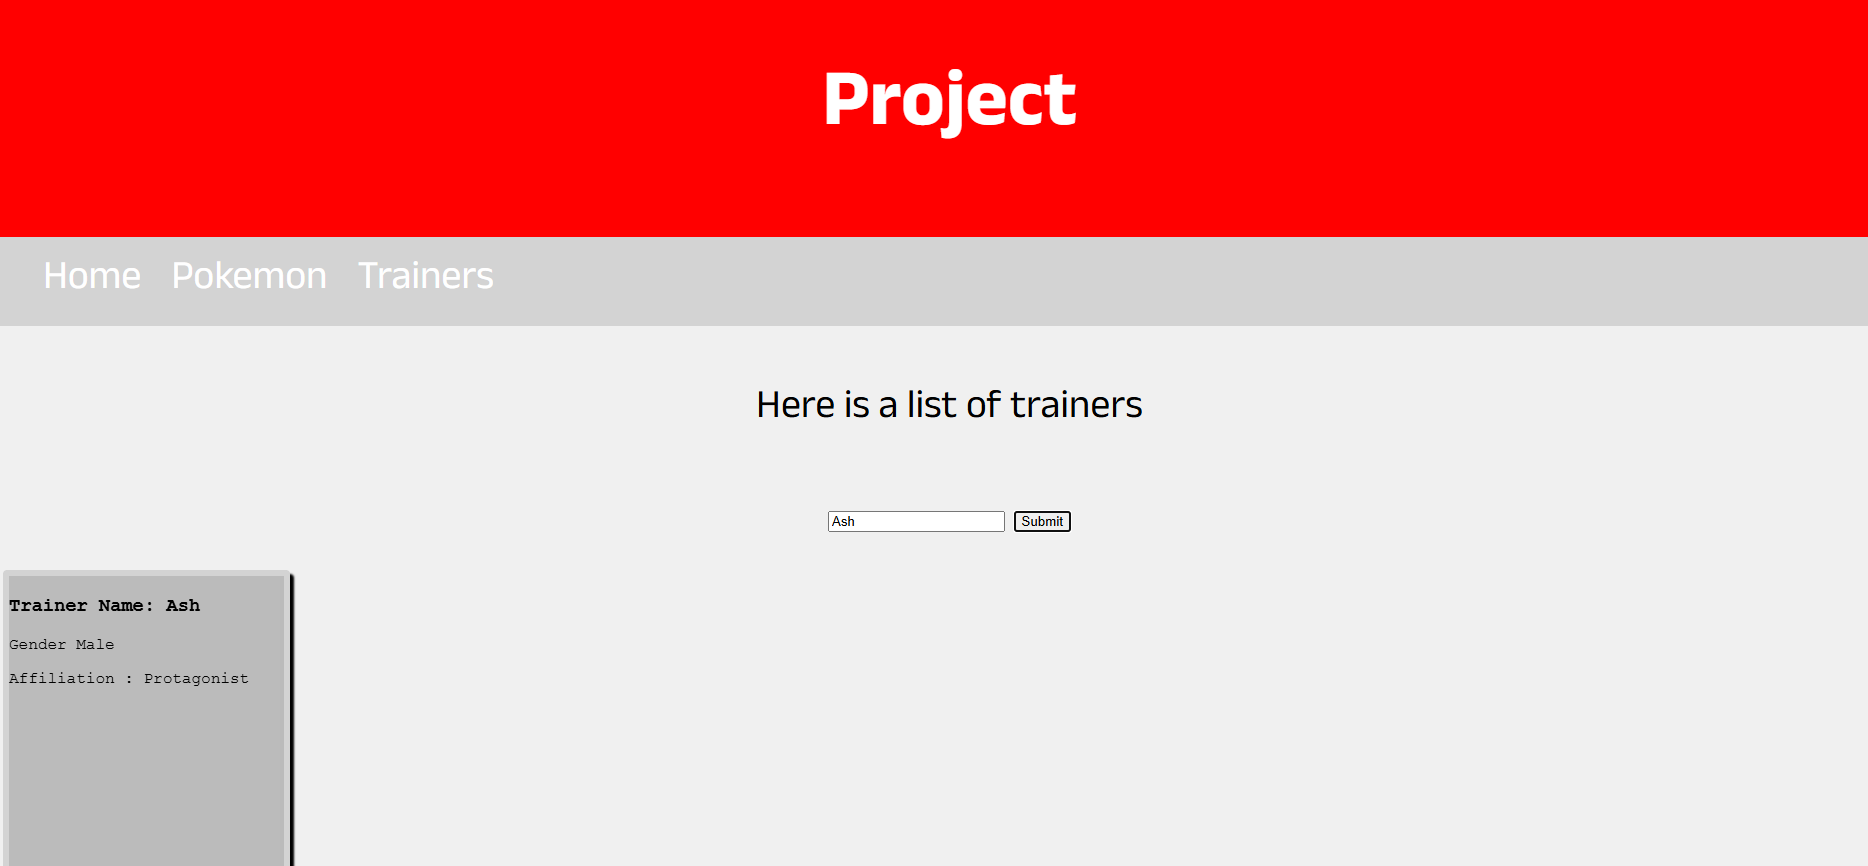 Project
Home Pokemon Trainers
Here is a list of trainers
Ash Submit
Trainer Name: Ash
Gender Male
Affiliation : Protagonist